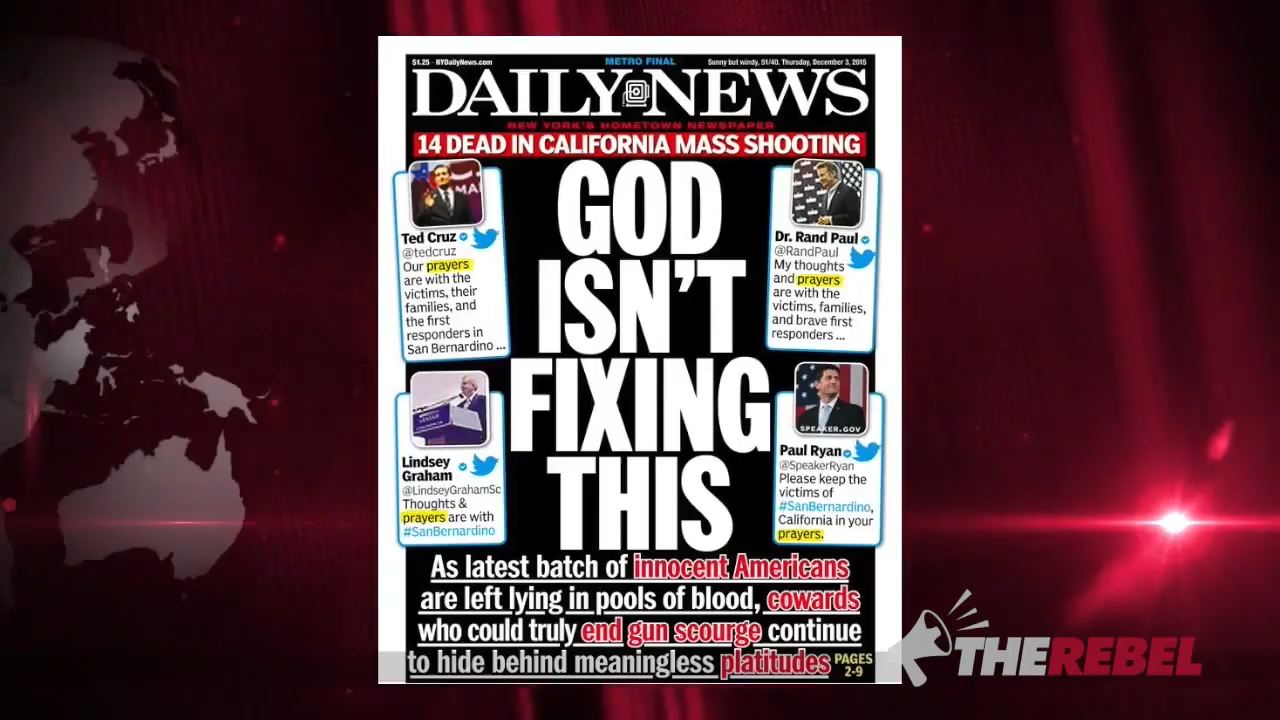 $1.25 · NYDailyNews.com
METRO FINAL
Sunny but windy, 51/40. Thursday, December 3, 2015
DAILY NEWS
NEW YORK'S HOMETOWN NEWSPAPER
14 DEAD IN CALIFORNIA MASS SHOOTING
GOD
ISN'T
FIXING
THIS
Ted Cruz
@tedcruz
Our prayers
are with the
victims, their
families, and
the first
responders in
San Bernardino ...
Dr. Rand Paul
@RandPaul
My thoughts
and prayers
are with the
victims, families,
and brave first
responders ...
Lindsey
Graham
@LindseyGrahamSc
Thoughts &
prayers are with
#SanBernardino
SPEAKER.GOV
Paul Ryan
@SpeakerRyan
Please keep the
victims of
#SanBernardino,
California in your
prayers.
As latest batch of innocent Americans
are left lying in pools of blood, cowards
who could truly end gun scourge continue
to hide behind meaningless platitudes
PAGES
2-9
THEREBEL